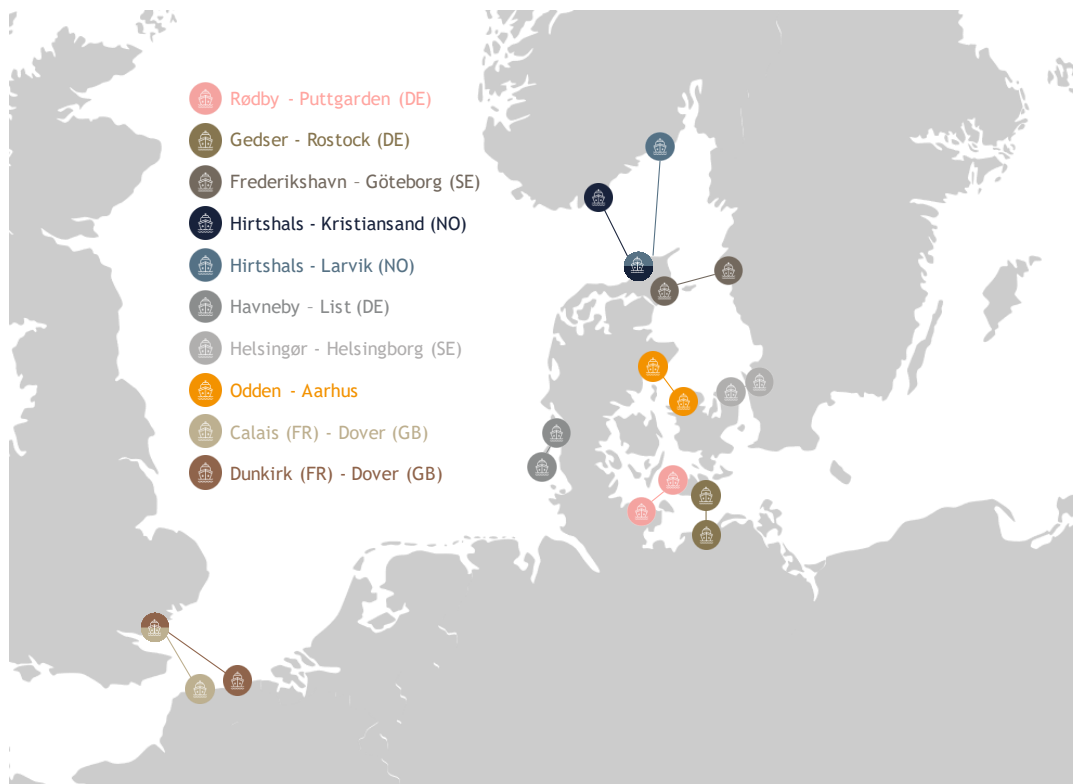 Rødby - Puttgarden (DE)
Gedser - Rostock (DE)
Frederikshavn – Göteborg (SE)
Hirtshals - Kristiansand (NO)
Hirtshals - Larvik (NO)
Havneby – List (DE)
Helsingør - Helsingborg (SE)
Odden - Aarhus
Calais (FR) - Dover (GB)
Dunkirk (FR) - Dover (GB)